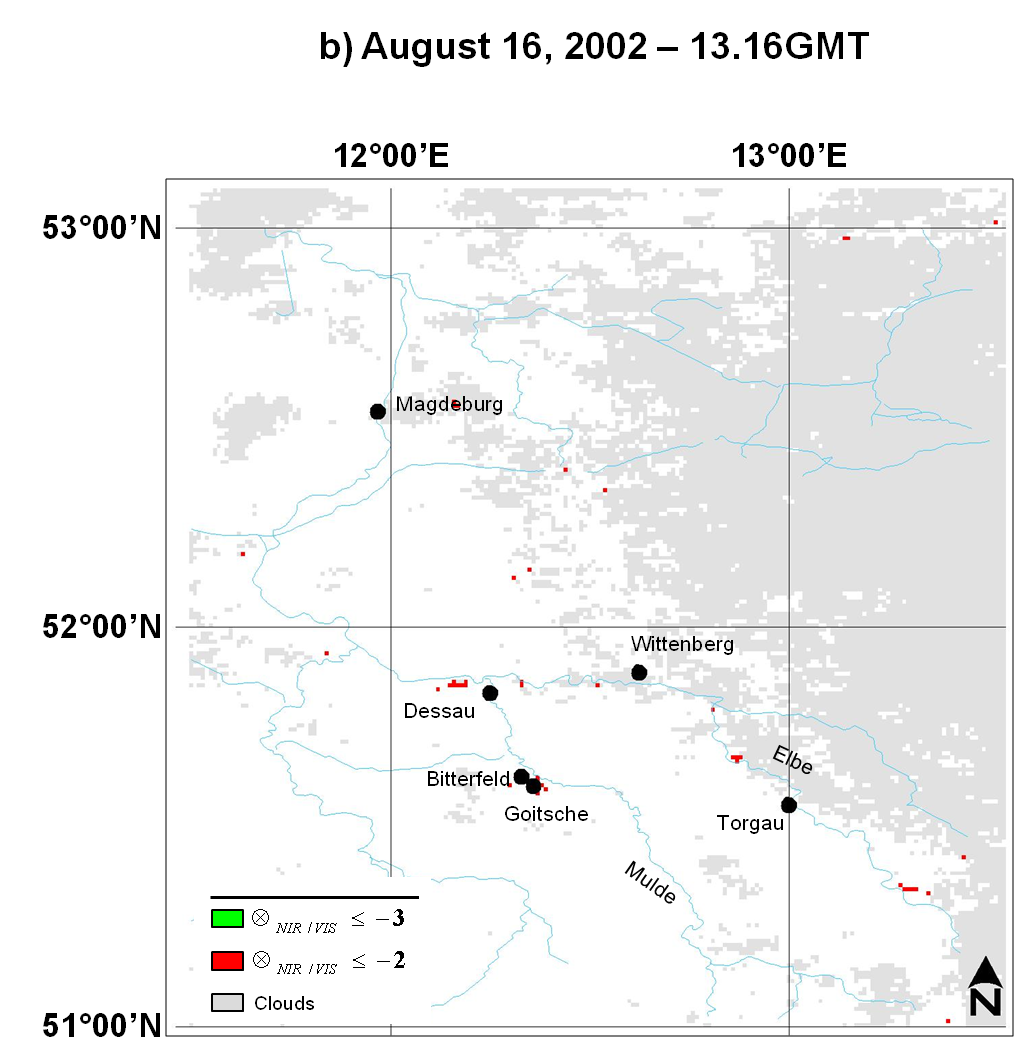 b) August 16, 2002 – 13.16GMT
12°00’E 13°00’E
53°00’N
Magdeburg
52°00’N
Wittenberg
Dessau
Elbe
Bitterfeld
Goitsche
Torgau
Mulde
⊗ NIR / VIS ≤ −3
⊗ NIR / VIS ≤ −2
Clouds
N
51°00’N